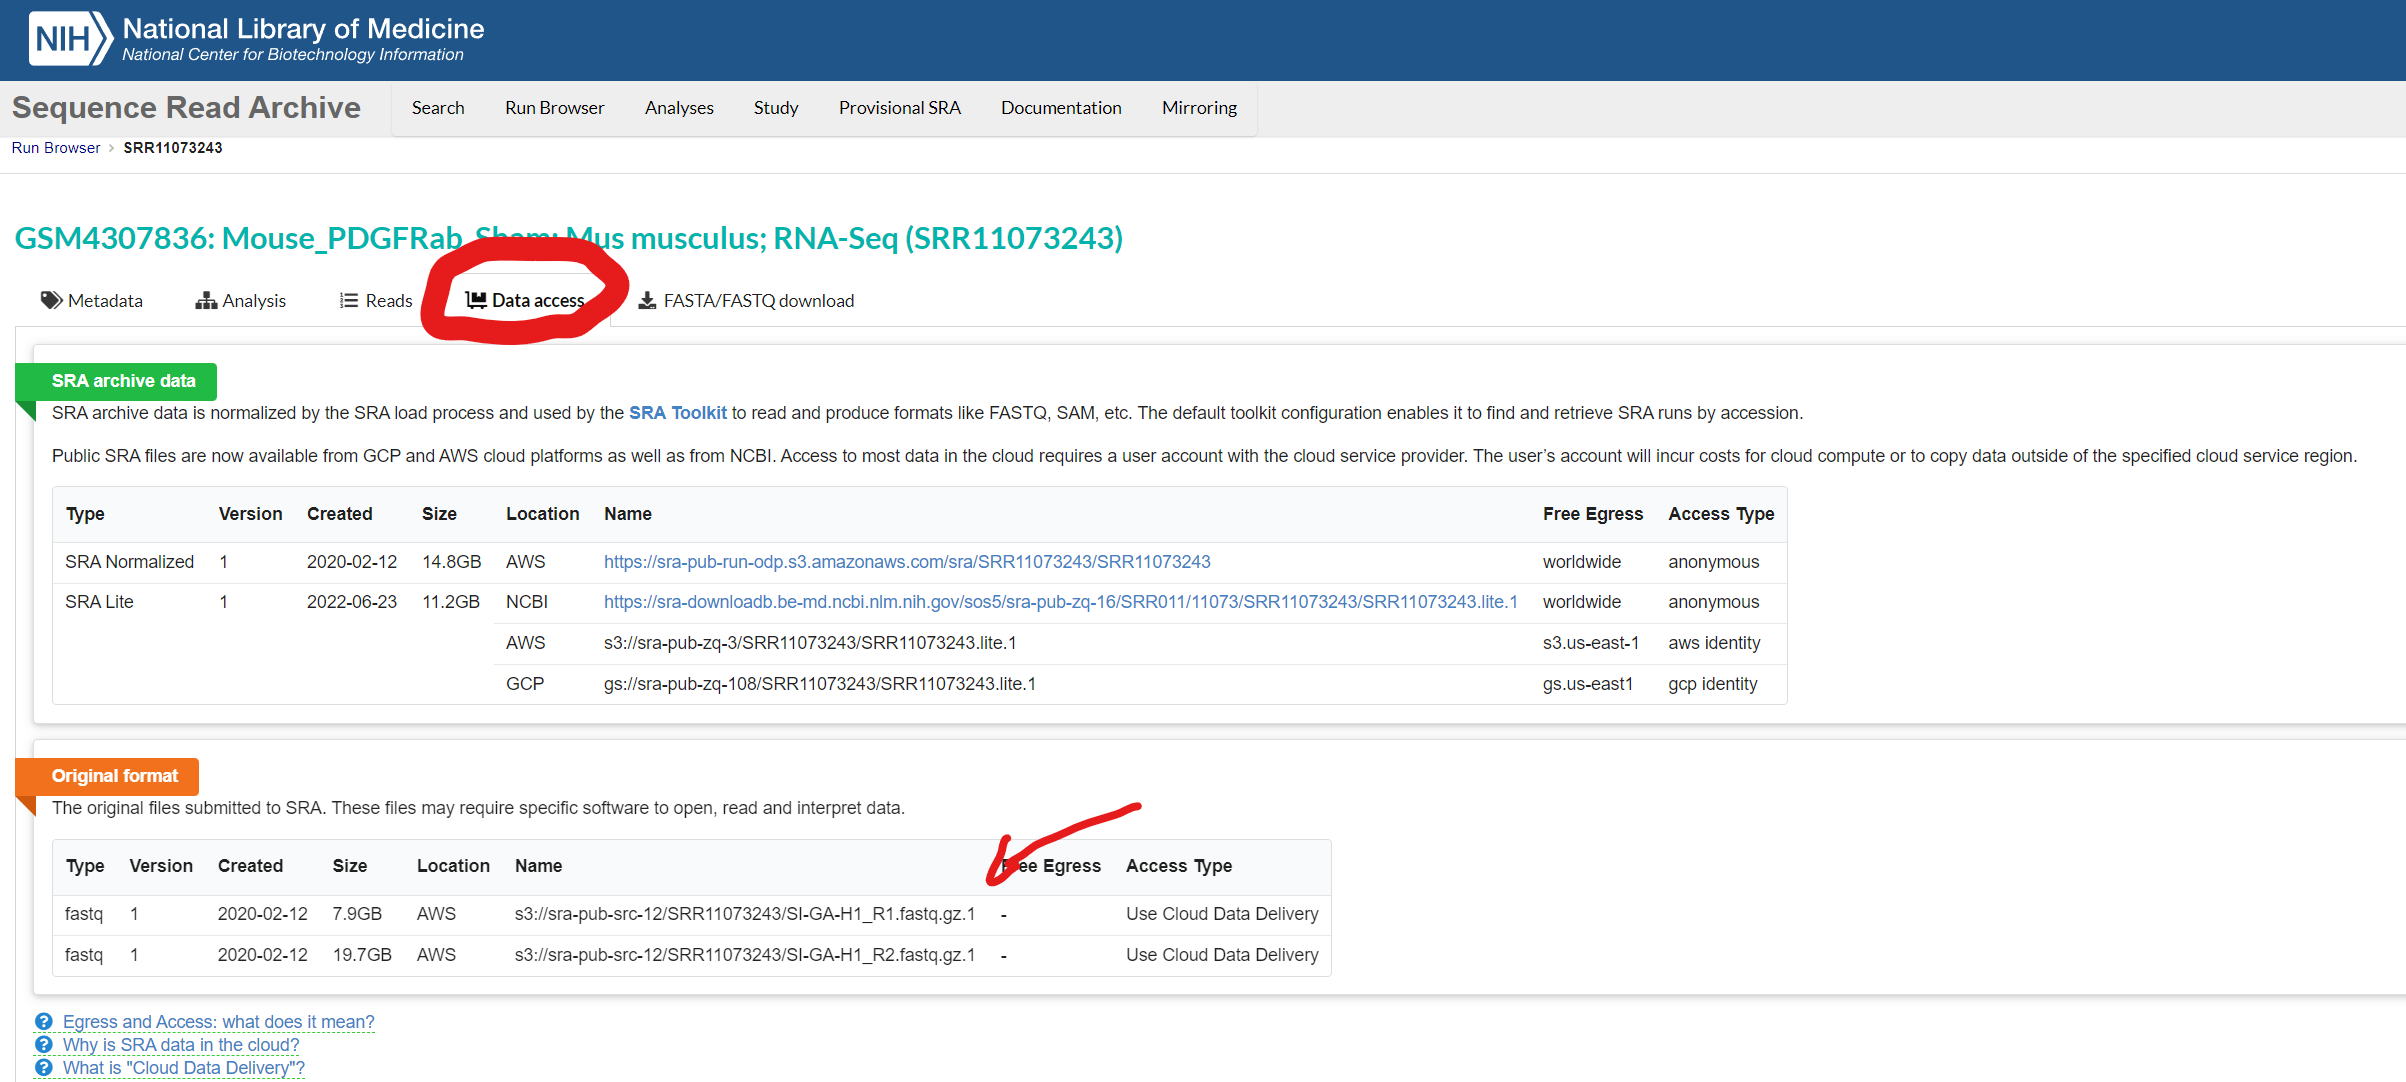 NIH National Library of Medicine
National Center for Biotechnology Information
Sequence Read Archive Search Run Browser Analyses Study Provisional SRA Documentation Mirroring
Run Browser › SRR11073243
GSM4307836: Mouse_PDGFRab_Sham; Mus musculus; RNA-Seq (SRR11073243)
Metadata Analysis Reads Data access FASTA/FASTQ download
SRA archive data
SRA archive data is normalized by the SRA load process and used by the SRA Toolkit to read and produce formats like FASTQ, SAM, etc. The default toolkit configuration enables it to find and retrieve SRA runs by accession.
Public SRA files are now available from GCP and AWS cloud platforms as well as from NCBI. Access to most data in the cloud requires a user account with the cloud service provider. The user's account will incur costs for cloud compute or to copy data outside of the specified cloud service region.
Type Version Created Size Location Name Free Egress Access Type
SRA Normalized 1 2020-02-12 14.8GB AWS https://sra-pub-run-odp.s3.amazonaws.com/sra/SRR11073243/SRR11073243 worldwide anonymous
SRA Lite 1 2022-06-23 11.2GB NCBI https://sra-downloadb.be-md.ncbi.nlm.nih.gov/sos5/sra-pub-zq-16/SRR011/11073/SRR11073243/SRR11073243.lite.1 worldwide anonymous
AWS s3://sra-pub-zq-3/SRR11073243/SRR11073243.lite.1 s3.us-east-1 aws identity
GCP gs://sra-pub-zq-108/SRR11073243/SRR11073243.lite.1 gs.us-east1 gcp identity
Original format
The original files submitted to SRA. These files may require specific software to open, read and interpret data.
Type Version Created Size Location Name Free Egress Access Type
fastq 1 2020-02-12 7.9GB AWS s3://sra-pub-src-12/SRR11073243/SI-GA-H1_R1.fastq.gz.1 - Use Cloud Data Delivery
fastq 1 2020-02-12 19.7GB AWS s3://sra-pub-src-12/SRR11073243/SI-GA-H1_R2.fastq.gz.1 - Use Cloud Data Delivery
Egress and Access: what does it mean?
Why is SRA data in the cloud?
What is "Cloud Data Delivery"?